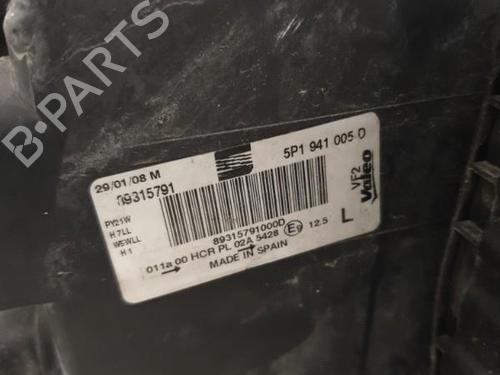 B-PARTS
29/01/08 M
5P1 941 005 D
89315791
VF2
Valeo
PY21W
H7LL
W5WLL
H1
89315791000D
E9 12.5
L
011a 00 HCR PL 02A 5428
MADE IN SPAIN